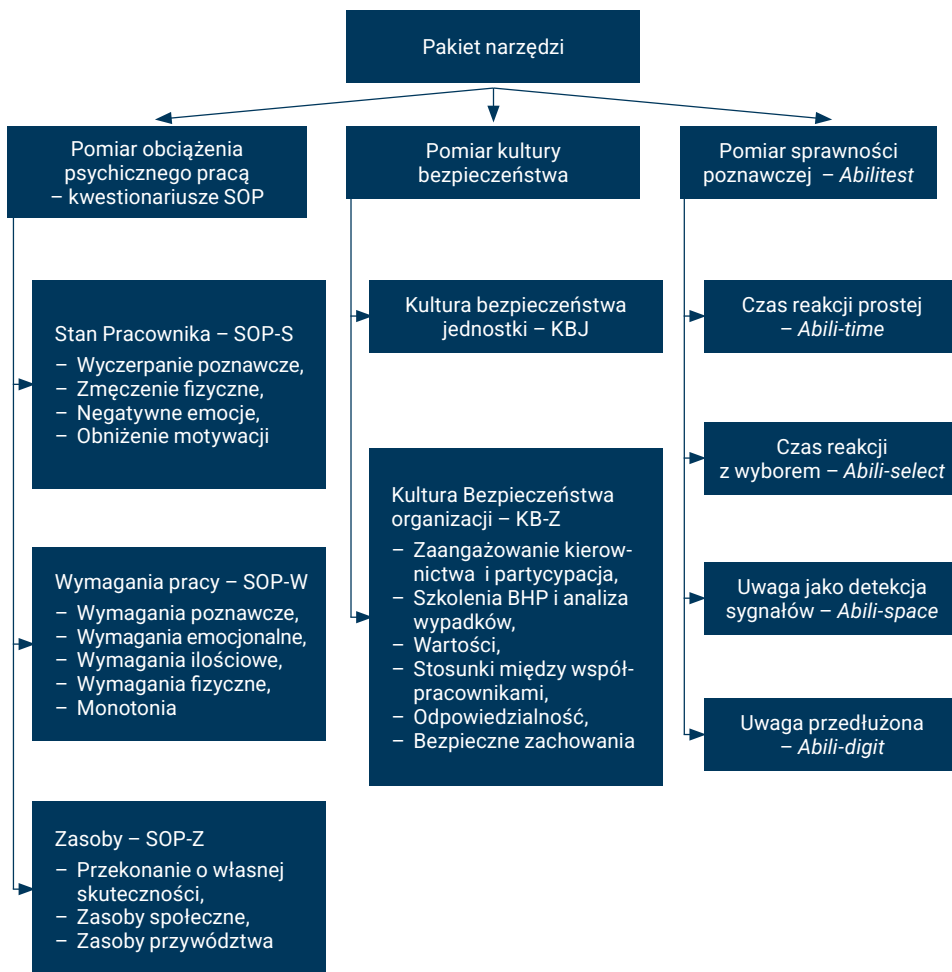 Pakiet narzędzi
Pomiar obciążenia
psychicznego pracą
– kwestionariusze SOP
Pomiar kultury
bezpieczeństwa
Pomiar sprawności
poznawczej – Abilitest
Stan Pracownika – SOP-S
– Wyczerpanie poznawcze,
– Zmęczenie fizyczne,
– Negatywne emocje,
– Obniżenie motywacji
Wymagania pracy – SOP-W
– Wymagania poznawcze,
– Wymagania emocjonalne,
– Wymagania ilościowe,
– Wymagania fizyczne,
– Monotonia
Zasoby – SOP-Z
– Przekonanie o własnej
skuteczności,
– Zasoby społeczne,
– Zasoby przywództwa
Kultura bezpieczeństwa
jednostki – KBJ
Kultura Bezpieczeństwa
organizacji – KB-Z
– Zaangażowanie kierow-
nictwa i partycypacja,
– Szkolenia BHP i analiza
wypadków,
– Wartości,
– Stosunki między współ-
pracownikami,
– Odpowiedzialność,
– Bezpieczne zachowania
Czas reakcji prostej
– Abili-time
Czas reakcji
z wyborem – Abili-select
Uwaga jako detekcja
sygnałów – Abili-space
Uwaga przedłużona
– Abili-digit